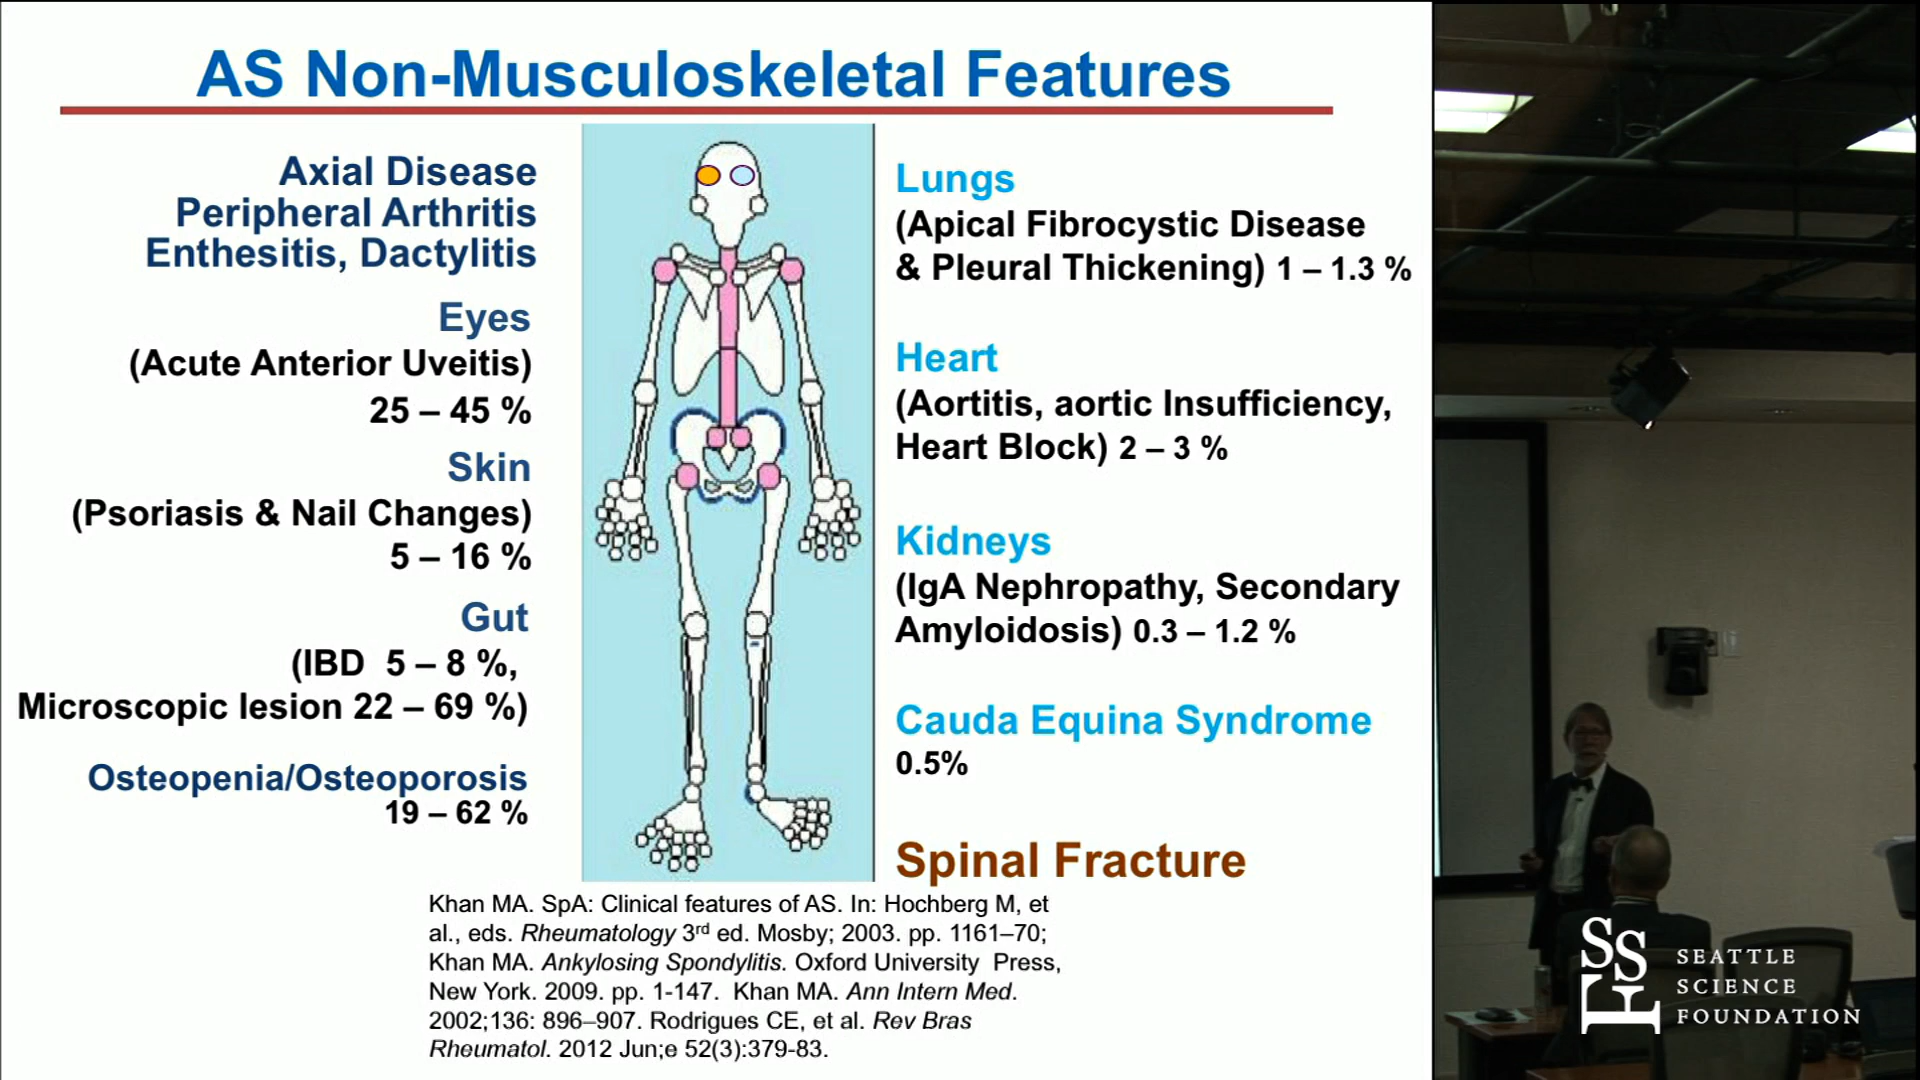 AS Non-Musculoskeletal Features
Axial Disease
Peripheral Arthritis
Enthesitis, Dactylitis
Eyes
(Acute Anterior Uveitis)
25 – 45 %
Skin
(Psoriasis & Nail Changes)
5 – 16 %
Gut
(IBD  5 – 8 %,
Microscopic lesion 22 – 69 %)
Osteopenia/Osteoporosis
19 – 62 %
Lungs
(Apical Fibrocystic Disease
& Pleural Thickening) 1 – 1.3 %
Heart
(Aortitis, aortic Insufficiency,
Heart Block) 2 – 3 %
Kidneys
(IgA Nephropathy, Secondary
Amyloidosis) 0.3 – 1.2 %
Cauda Equina Syndrome
0.5%
Spinal Fracture
Khan MA. SpA: Clinical features of AS. In: Hochberg M, et
al., eds. Rheumatology 3rd ed. Mosby; 2003. pp. 1161–70;
Khan MA. Ankylosing Spondylitis. Oxford University  Press,
New York. 2009. pp. 1-147.  Khan MA. Ann Intern Med.
2002;136: 896–907. Rodrigues CE, et al. Rev Bras
Rheumatol. 2012 Jun;e 52(3):379-83.
SSF
SEATTLE
SCIENCE
FOUNDATION